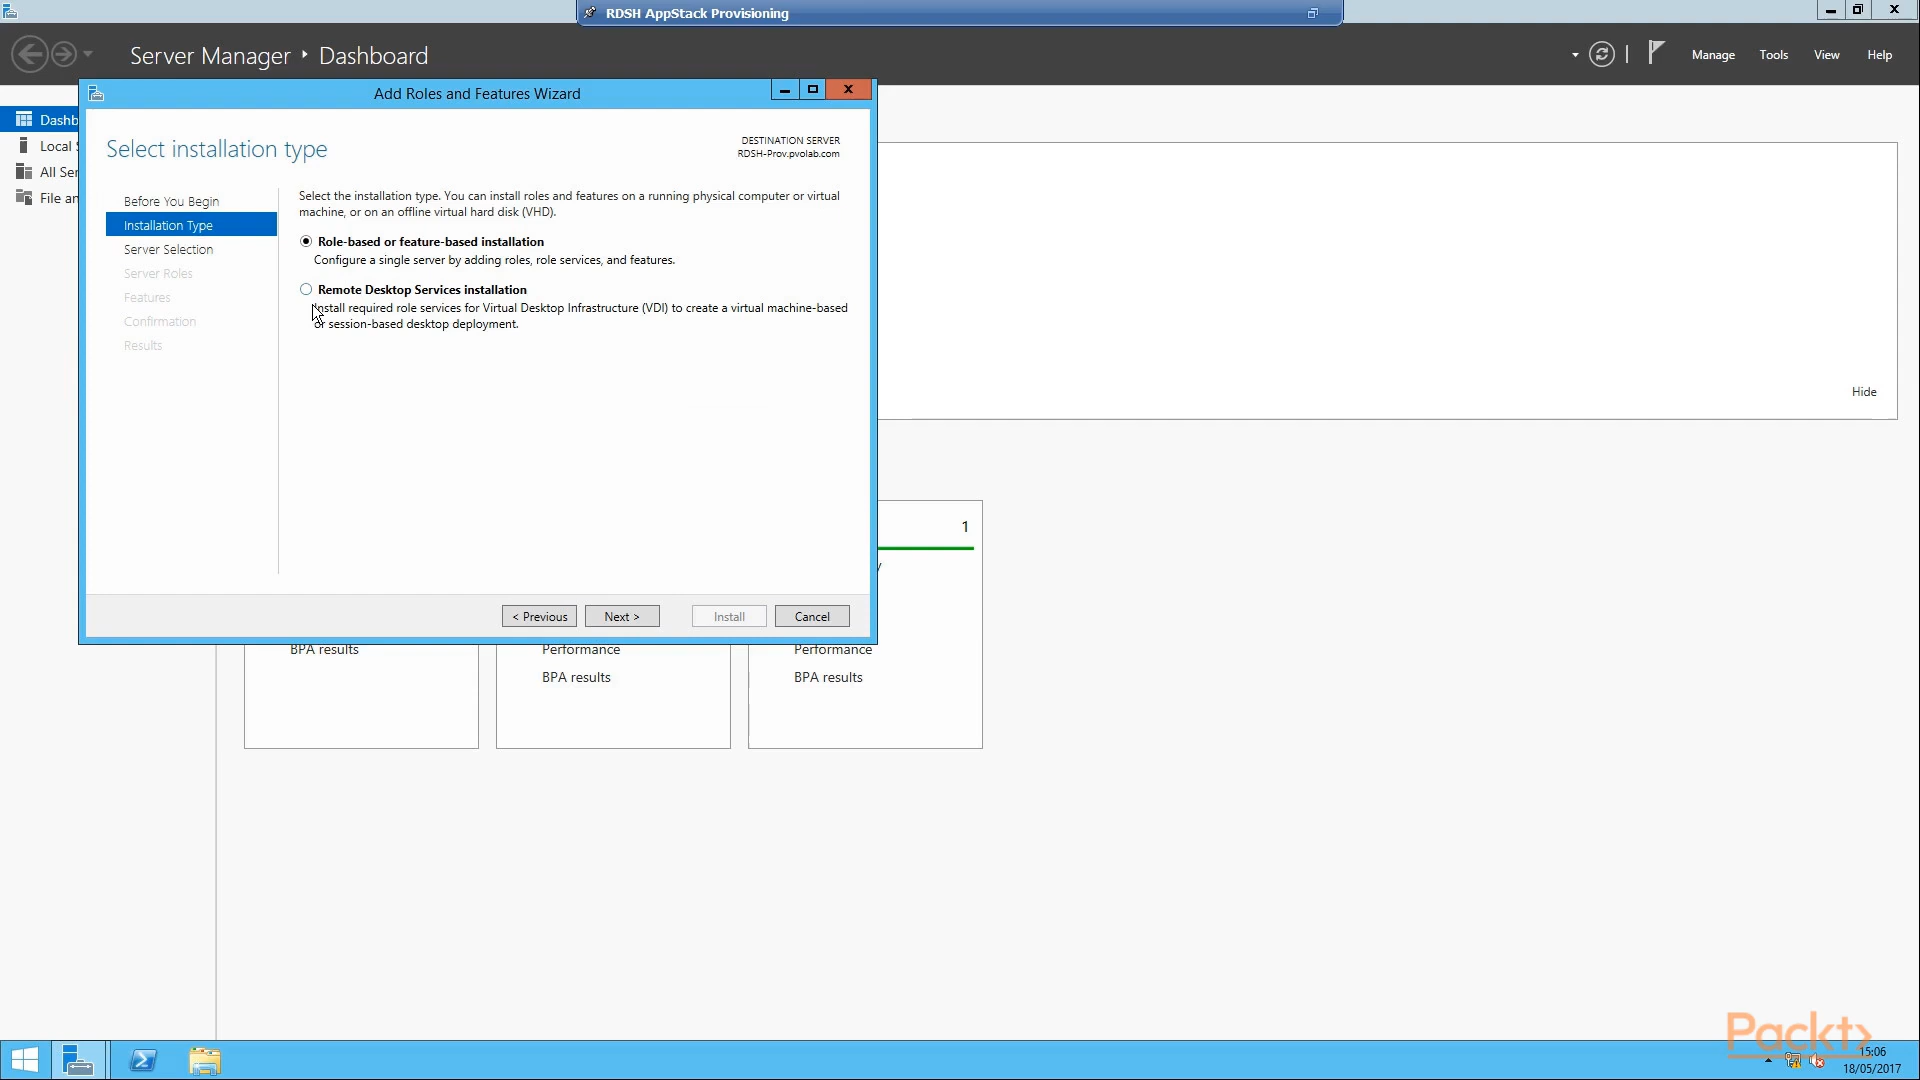 RDSH AppStack Provisioning
Server Manager • Dashboard
Manage
Tools
View
Help
Add Roles and Features Wizard
Select installation type
DESTINATION SERVER
RDSH-Prov.pvolab.com
Dashb
Local
All Ser
File an
Before You Begin
Installation Type
Server Selection
Server Roles
Features
Confirmation
Results
Select the installation type. You can install roles and features on a running physical computer or virtual
machine, or on an offline virtual hard disk (VHD).
Role-based or feature-based installation
Configure a single server by adding roles, role services, and features.
Remote Desktop Services installation
Install required role services for Virtual Desktop Infrastructure (VDI) to create a virtual machine-based
or session-based desktop deployment.
Hide
1
< Previous
Next >
Install
Cancel
BPA results
Performance
BPA results
Performance
BPA results
Packt>
15:06
18/05/2017